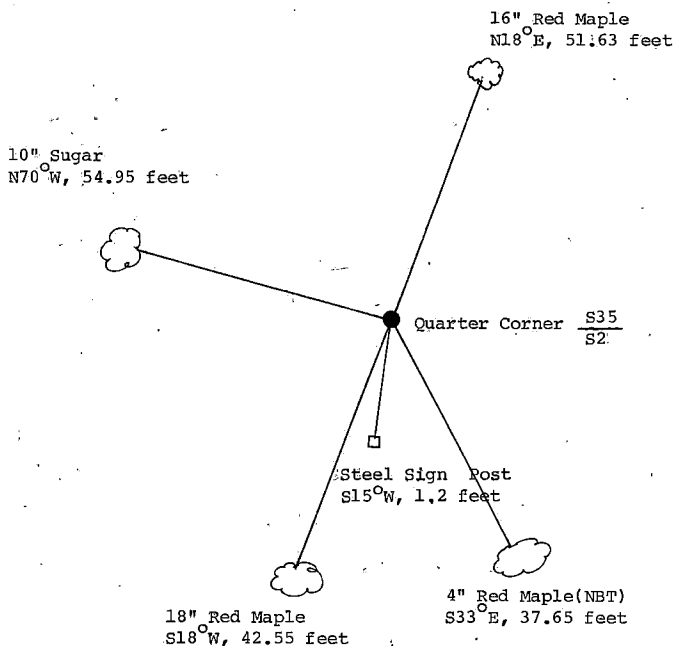 16" Red Maple
N18°E, 51.63 feet
10" Sugar
N70°W, 54.95 feet
Quarter Corner S35
S2
Steel Sign Post
S15°W, 1.2 feet
4" Red Maple(NBT)
S33°E, 37.65 feet
18" Red Maple
S18°W, 42.55 feet